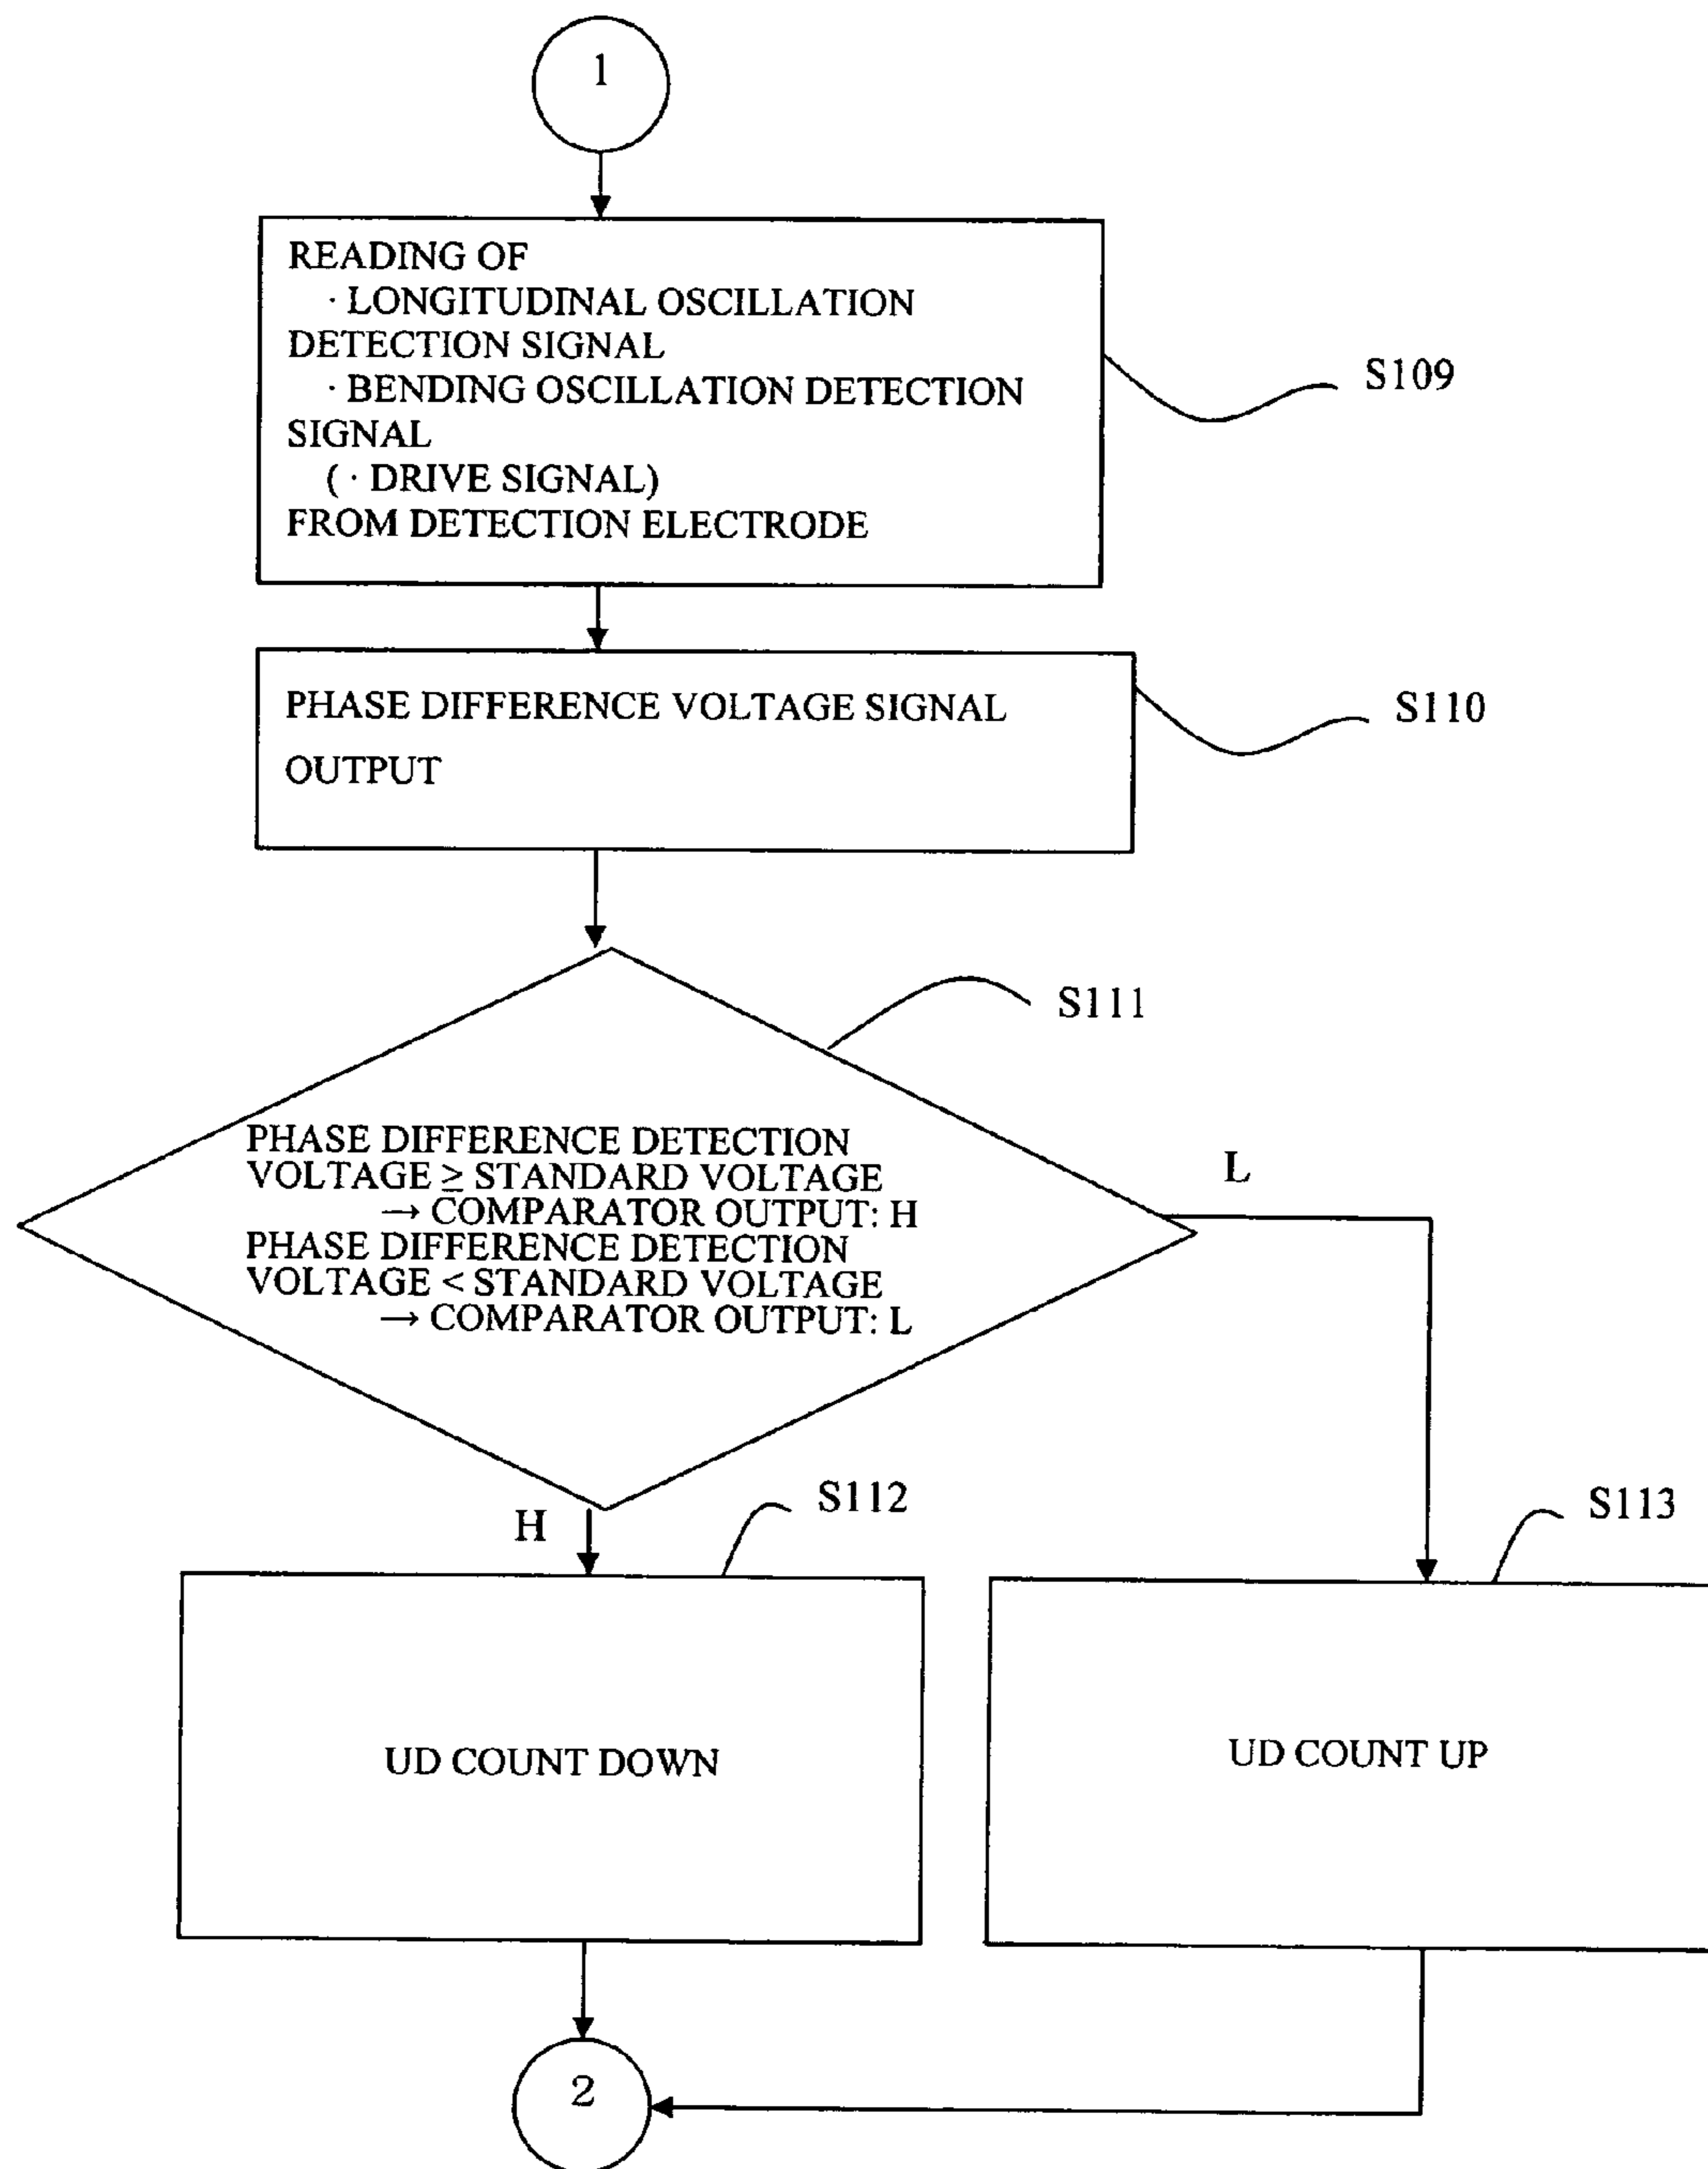 1
READING OF
· LONGITUDINAL OSCILLATION
DETECTION SIGNAL
· BENDING OSCILLATION DETECTION
SIGNAL
( · DRIVE SIGNAL)
FROM DETECTION ELECTRODE
S109
PHASE DIFFERENCE VOLTAGE SIGNAL
OUTPUT
S110
S111
PHASE DIFFERENCE DETECTION
VOLTAGE ≥ STANDARD VOLTAGE
→ COMPARATOR OUTPUT: H
PHASE DIFFERENCE DETECTION
VOLTAGE < STANDARD VOLTAGE
→ COMPARATOR OUTPUT: L
L
H
S112
S113
UD COUNT DOWN
UD COUNT UP
2